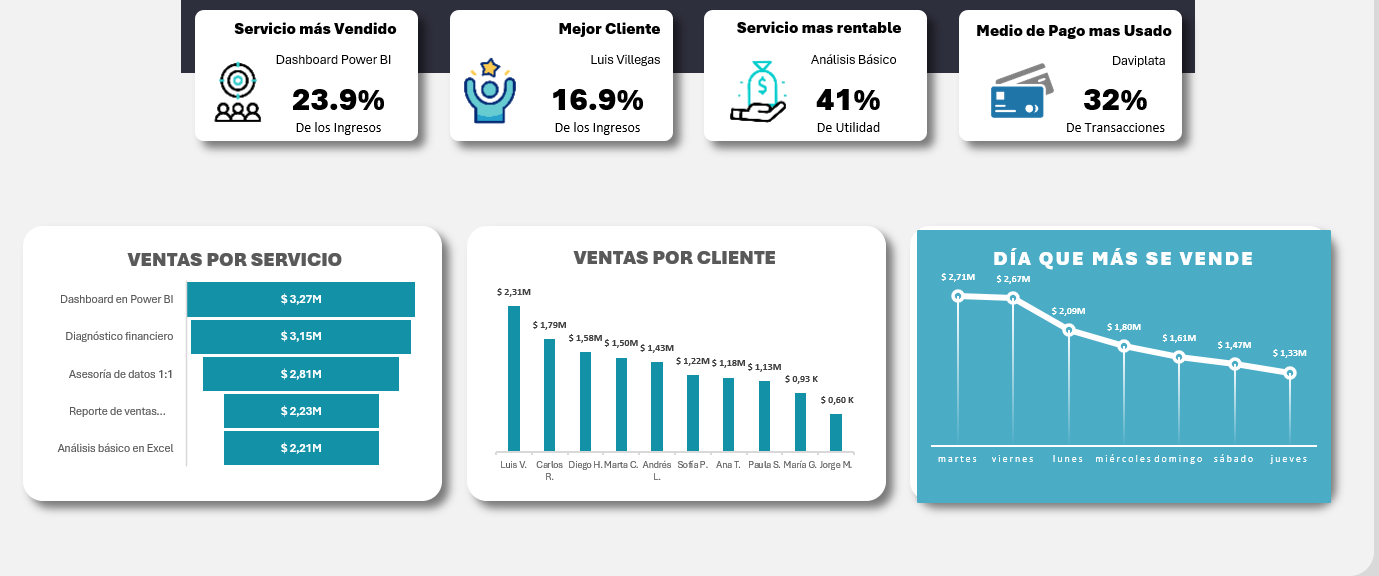 Servicio más Vendido
Dashboard Power BI
23.9%
De los Ingresos
Mejor Cliente
Luis Villegas
16.9%
De los Ingresos
Servicio mas rentable
Análisis Básico
41%
De Utilidad
Medio de Pago mas Usado
Daviplata
32%
De Transacciones
VENTAS POR SERVICIO
Dashboard en Power BI $ 3,27M
Diagnóstico financiero $ 3,15M
Asesoría de datos 1:1 $ 2,81M
Reporte de ventas... $ 2,23M
Análisis básico en Excel $ 2,21M
VENTAS POR CLIENTE
$ 2,31M $ 1,79M $ 1,58M $ 1,50M $ 1,43M $ 1,22M $ 1,18M $ 1,13M $ 0,93 K $ 0,60 K
Luis V. Carlos R. Diego H. Marta C. Andrés L. Sofía P. Ana T. Paula S. María G. Jorge M.
DÍA QUE MÁS SE VENDE
$ 2,71M $ 2,67M $ 2,09M $ 1,80M $ 1,61M $ 1,47M $ 1,33M
martes viernes lunes miércoles domingo sábado jueves